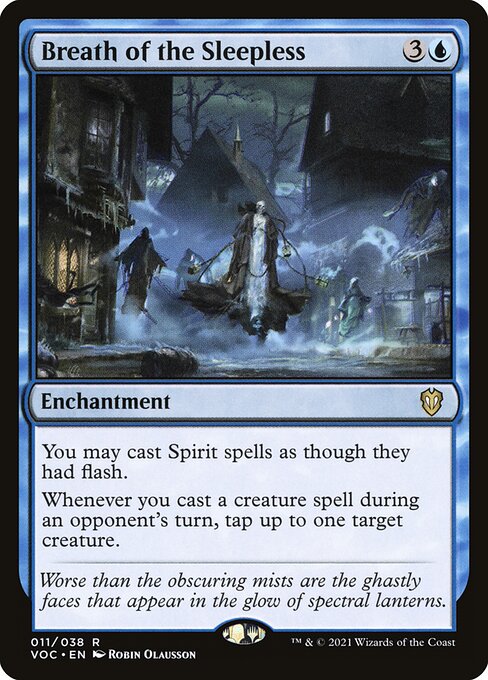 Breath of the Sleepless 3
Enchantment
You may cast Spirit spells as though they
had flash.
Whenever you cast a creature spell during
an opponent's turn, tap up to one target
creature.
Worse than the obscuring mists are the ghastly
faces that appear in the glow of spectral lanterns.
011/038 R
VOC • EN Robin Olausson
™ & © 2021 Wizards of the Coast